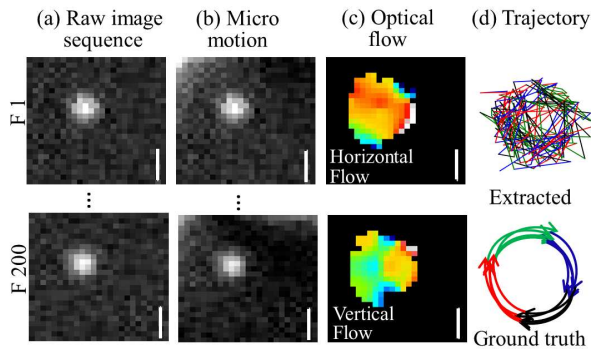 (a) Raw image sequence
(b) Micro motion
(c) Optical flow
(d) Trajectory
F 1
Horizontal Flow
Extracted
...
...
F 200
Vertical Flow
Ground truth